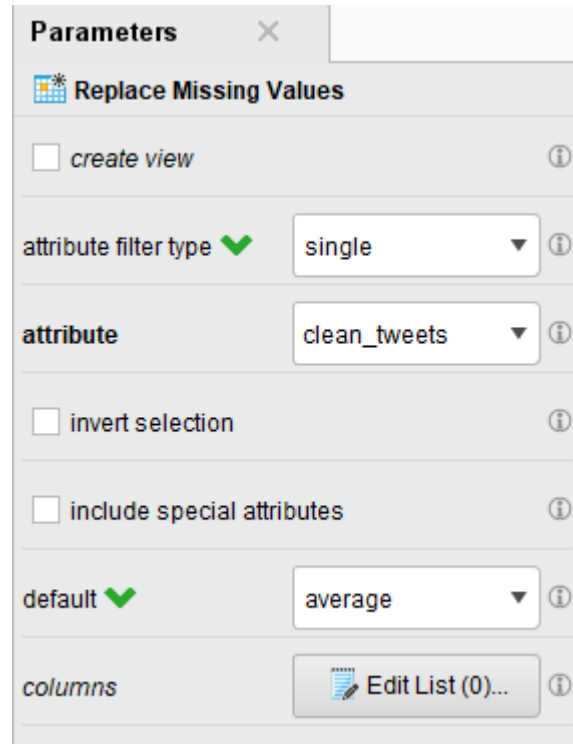 Parameters
Replace Missing Values
create view
attribute filter type single
attribute clean_tweets
invert selection
include special attributes
default average
columns Edit List (0)...